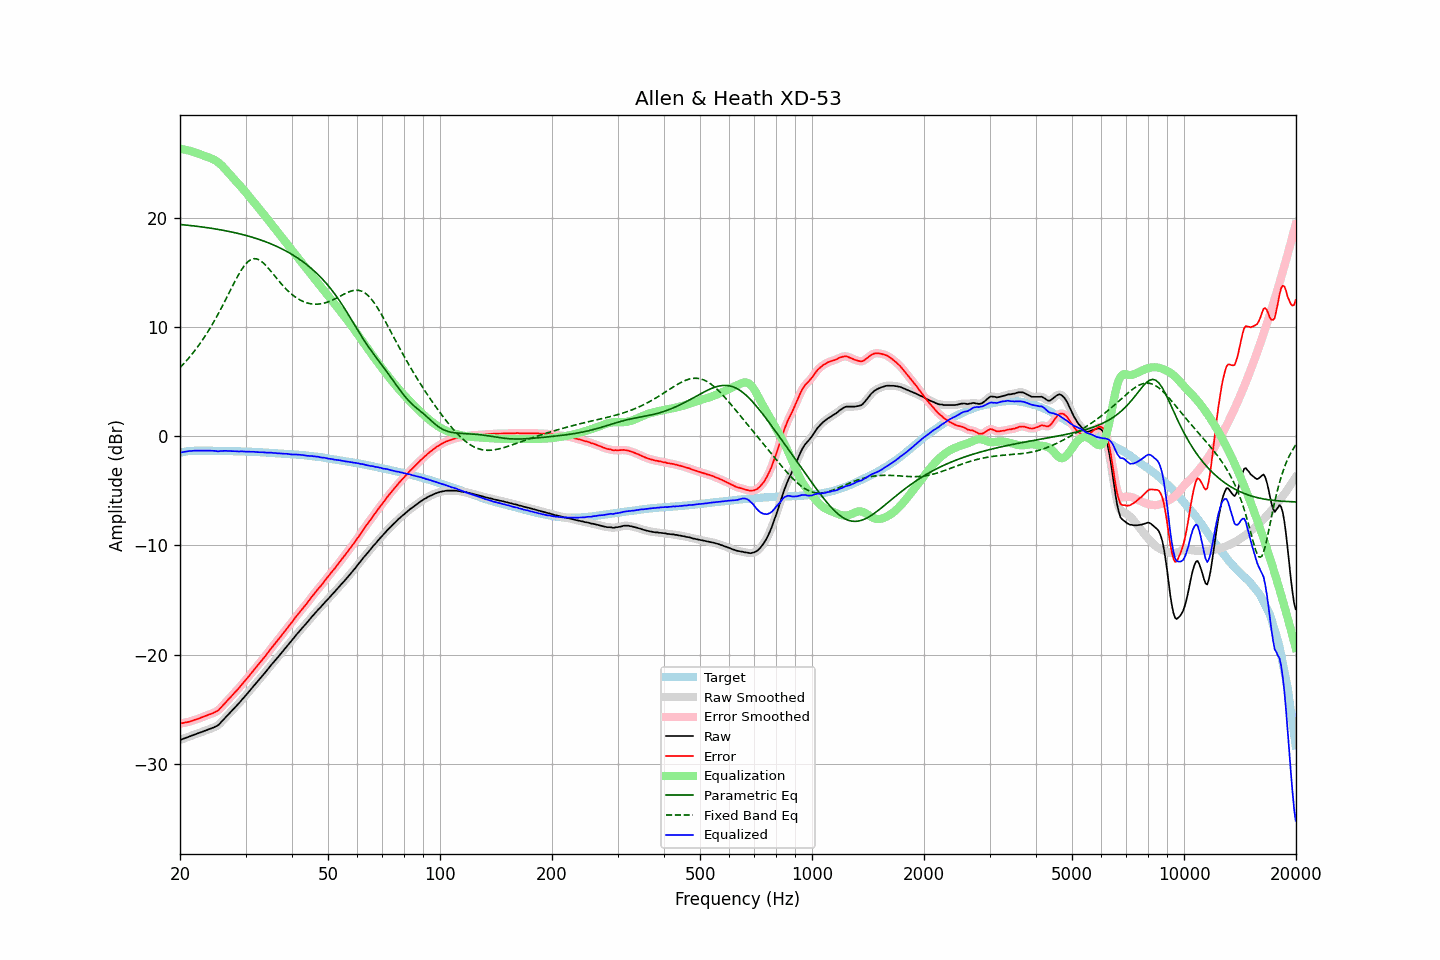 Allen & Heath XD-53
Amplitude (dBr)
20
10
0
−10
−20
−30
Target
Raw Smoothed
Error Smoothed
Raw
Error
Equalization
Parametric Eq
Fixed Band Eq
Equalized
20 50 100 200 500 1000 2000 5000 10000 20000
Frequency (Hz)